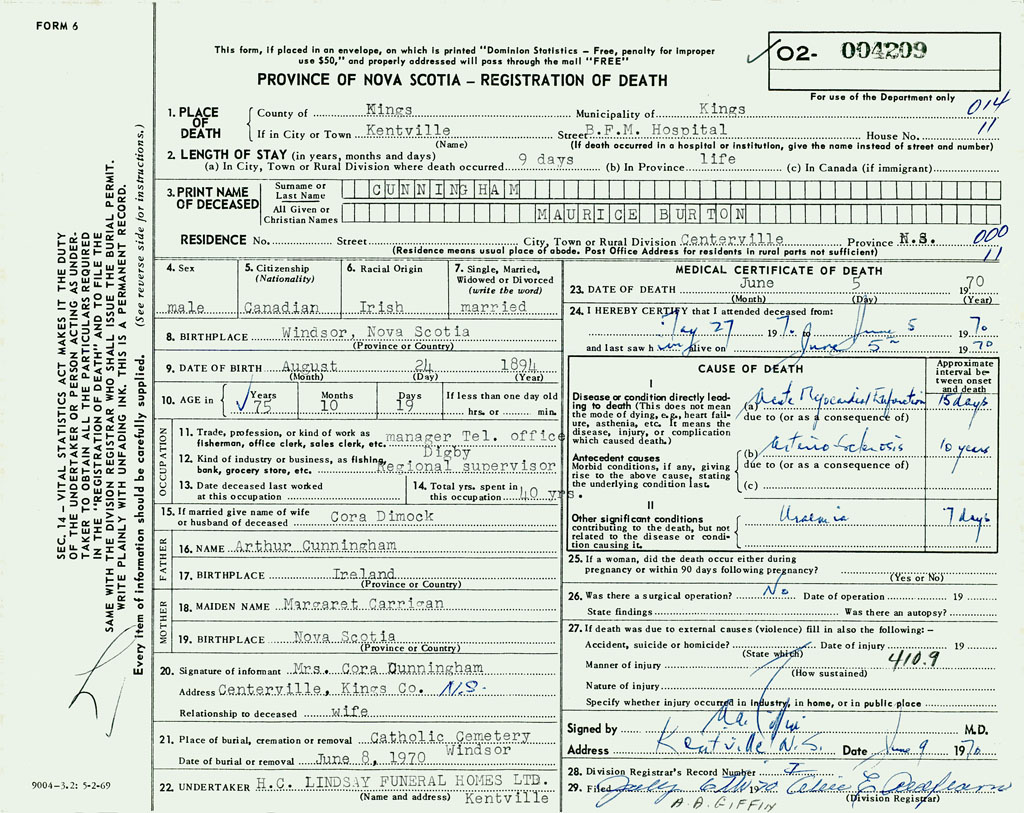 FORM 6
This form, if placed in an envelope, on which is printed "Dominion Statistics – Free, penalty for improper
use $50," and properly addressed will pass through the mail "FREE"
PROVINCE OF NOVA SCOTIA – REGISTRATION OF DEATH
02- 004209
For use of the Department only
014
11
1. PLACE OF DEATH
County of Kings Municipality of Kings
If in City or Town Kentville Street B.F.M. Hospital House No.
(Name) (If death occurred in a hospital or institution, give the name instead of street and number)
2. LENGTH OF STAY (in years, months and days)
(a) In City, Town or Rural Division where death occurred 9 days (b) In Province life (c) In Canada (if immigrant)
3. PRINT NAME OF DECEASED
Surname or Last Name CUNNINGHAM
All Given or Christian Names MAURICE BURTON
RESIDENCE No. Street City, Town or Rural Division Centerville Province N.S.
000
11
(Residence means usual place of abode. Post Office Address for residents in rural parts not sufficient)
4. Sex
male
5. Citizenship
(Nationality)
Canadian
6. Racial Origin
Irish
7. Single, Married,
Widowed or Divorced
(write the word)
married
8. BIRTHPLACE Windsor, Nova Scotia
(Province or Country)
9. DATE OF BIRTH August 24 1894
(Month) (Day) (Year)
10. AGE in Years Months Days If less than one day old
75 10 19 hrs. or min.
OCCUPATION
11. Trade, profession, or kind of work as
fisherman, office clerk, sales clerk, etc. manager Tel. office
Digby
12. Kind of industry or business, as fishing,
bank, grocery store, etc. Regional supervisor
13. Date deceased last worked
at this occupation
14. Total yrs. spent in
this occupation 40 yrs.
15. If married give name of wife
or husband of deceased Cora Dimock
FATHER
16. NAME Arthur Cunningham
17. BIRTHPLACE Ireland
(Province or Country)
MOTHER
18. MAIDEN NAME Margaret Carrigan
19. BIRTHPLACE Nova Scotia
(Province or Country)
20. Signature of informant Mrs. Cora Cunningham
Address Centerville, Kings Co. N.S.
Relationship to deceased wife
21. Place of burial, cremation or removal Catholic Cemetery
Windsor
Date of burial or removal June 8, 1970
22. UNDERTAKER H.C. LINDSAY FUNERAL HOMES LTD.
(Name and address) Kentville
MEDICAL CERTIFICATE OF DEATH
23. DATE OF DEATH June 5 1970
(Month) (Day) (Year)
24. I HEREBY CERTIFY that I attended deceased from:
May 27 1970 to June 5 1970
and last saw him alive on June 5th 1970
CAUSE OF DEATH
Approximate
interval be-
tween onset
and death
I
Disease or condition directly lead-
ing to death (This does not mean
the mode of dying, e.g., heart fail-
ure, asthenia, etc. It means the
disease, injury, or complication
which caused death.)
(a) Acute Myocardial Infarction 15 days
due to (or as a consequence of)
Antecedent causes
Morbid conditions, if any, giving
rise to the above cause, stating
the underlying condition last.
(b) Arterio Sclerosis 10 years
due to (or as a consequence of)
(c)
II
Other significant conditions
contributing to the death, but not
related to the disease or condi-
tion causing it.
Uraemia 7 days
25. If a woman, did the death occur either during
pregnancy or within 90 days following pregnancy?
(Yes or No)
26. Was there a surgical operation? No Date of operation 19
State findings Was there an autopsy?
27. If death was due to external causes (violence) fill in also the following: –
Accident, suicide or homicide? Date of injury 19
(State which)
410.9
Manner of injury
(How sustained)
Nature of injury
Specify whether injury occurred in Industry, in home, or in public place
Signed by M.D.
Address Kentville N.S. Date June 9 1970
28. Division Registrar's Record Number
29. Filed July 1970
(Division Registrar)
A.A. GIFFIN
SEC. 14 – VITAL STATISTICS ACT MAKES IT THE DUTY
OF THE UNDERTAKER OR PERSON ACTING AS UNDER-
TAKER TO OBTAIN ALL THE PARTICULARS REQUIRED
IN THE "REGISTRATION OF DEATH" AND FILE THE
SAME WITH THE DIVISION REGISTRAR WHO SHALL ISSUE THE BURIAL PERMIT.
WRITE PLAINLY WITH UNFADING INK. THIS IS A PERMANENT RECORD.
Every item of information should be carefully supplied. (See reverse side for instructions.)
9004-3.2: 5-2-69